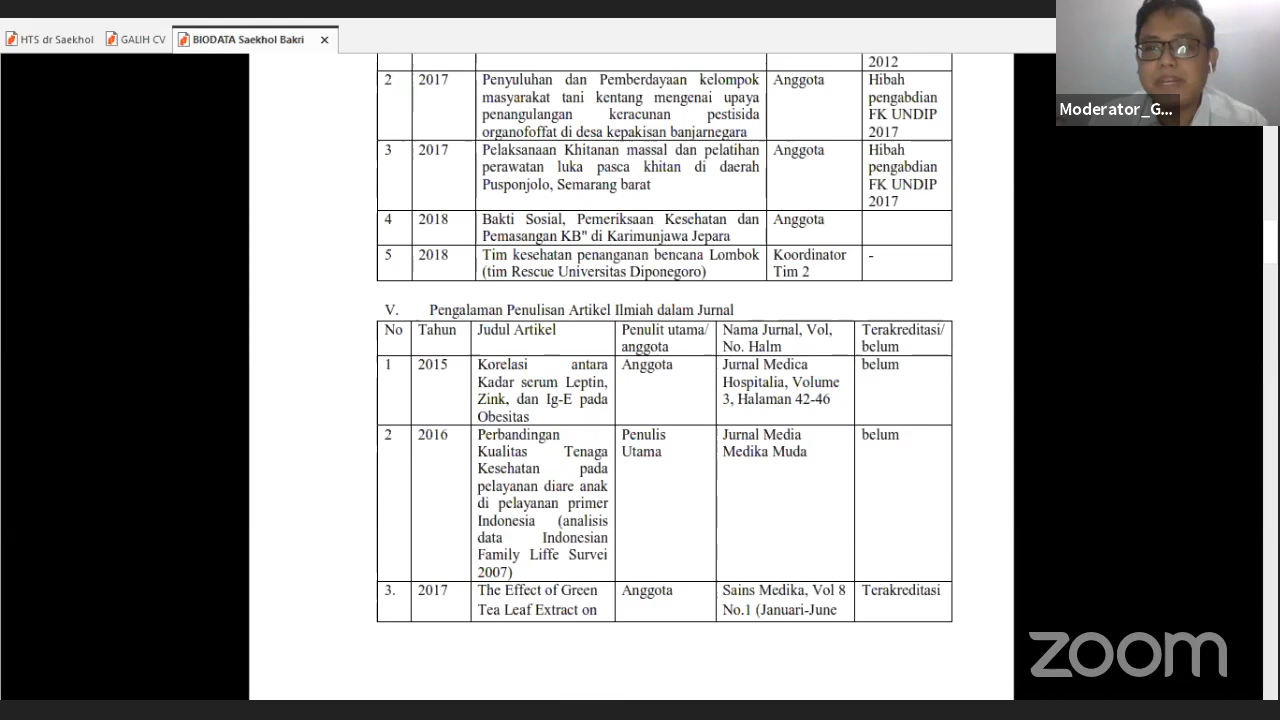 HTS dr Saekhol
GALIH CV
BIODATA Saekhol Bakri
Moderator_G...
2012
2 2017 Penyuluhan dan Pemberdayaan kelompok Anggota Hibah
masyarakat tani kentang mengenai upaya pengabdian
penangulangan keracunan pestisida FK UNDIP
organofoffat di desa kepakisan banjarnegara 2017
3 2017 Pelaksanaan Khitanan massal dan pelatihan Anggota Hibah
perawatan luka pasca khitan di daerah pengabdian
Pusponjolo, Semarang barat FK UNDIP
2017
4 2018 Bakti Sosial, Pemeriksaan Kesehatan dan Anggota
Pemasangan KB" di Karimunjawa Jepara
5 2018 Tim kesehatan penanganan bencana Lombok Koordinator -
(tim Rescue Universitas Diponegoro) Tim 2
V. Pengalaman Penulisan Artikel Ilmiah dalam Jurnal
No Tahun Judul Artikel Penulit utama/ Nama Jurnal, Vol, Terakreditasi/
anggota No. Halm belum
1 2015 Korelasi antara Anggota Jurnal Medica belum
Kadar serum Leptin, Hospitalia, Volume
Zink, dan Ig-E pada 3, Halaman 42-46
Obesitas
2 2016 Perbandingan Penulis Jurnal Media belum
Kualitas Tenaga Utama Medika Muda
Kesehatan pada
pelayanan diare anak
di pelayanan primer
Indonesia (analisis
data Indonesian
Family Liffe Survei
2007)
3. 2017 The Effect of Green Anggota Sains Medika, Vol 8 Terakreditasi
Tea Leaf Extract on No.1 (Januari-June
zoom